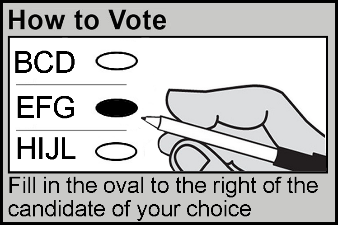 How to Vote
BCD
EFG
HIJL
Fill in the oval to the right of the
candidate of your choice